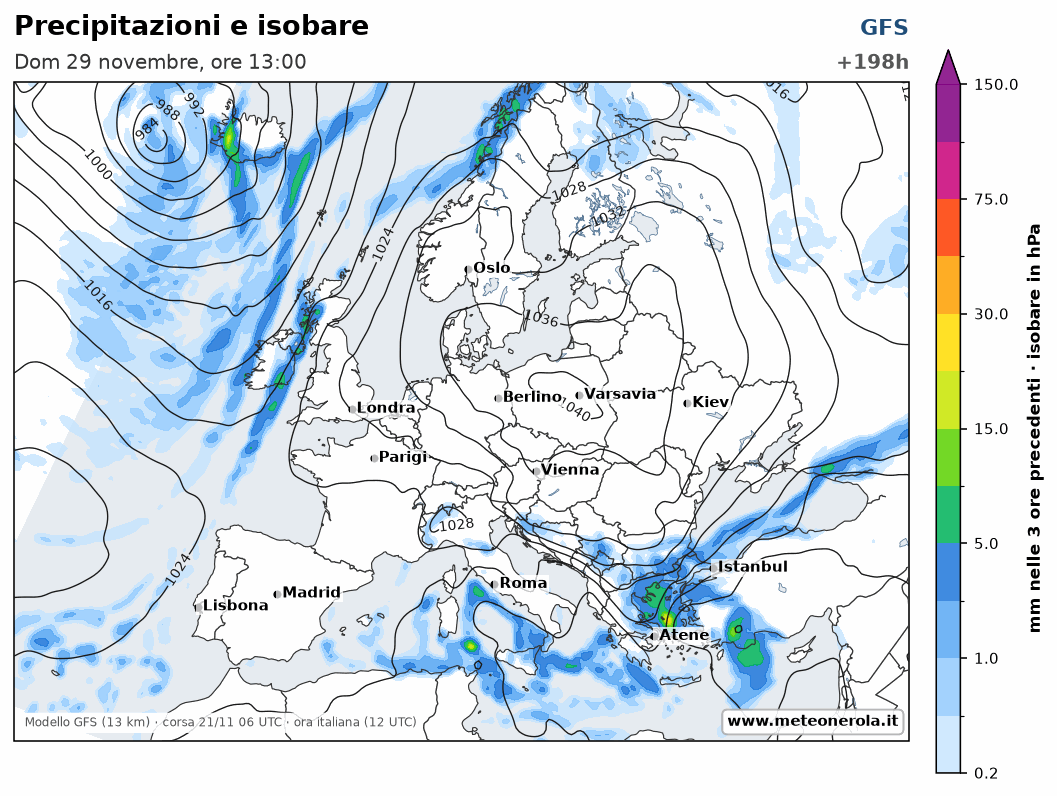 Precipitazioni e isobare
GFS
Dom 29 novembre, ore 13:00
+198h
984
988
992
1000
1016
1024
1028
1032
1036
1040
1028
1024
016
12
Oslo
Londra
Berlino
Varsavia
Kiev
Parigi
Vienna
Roma
Madrid
Lisbona
Istanbul
Atene
Modello GFS (13 km) · corsa 21/11 06 UTC · ora italiana (12 UTC)
www.meteonerola.it
150.0
75.0
30.0
15.0
5.0
1.0
0.2
mm nelle 3 ore precedenti · isobare in hPa